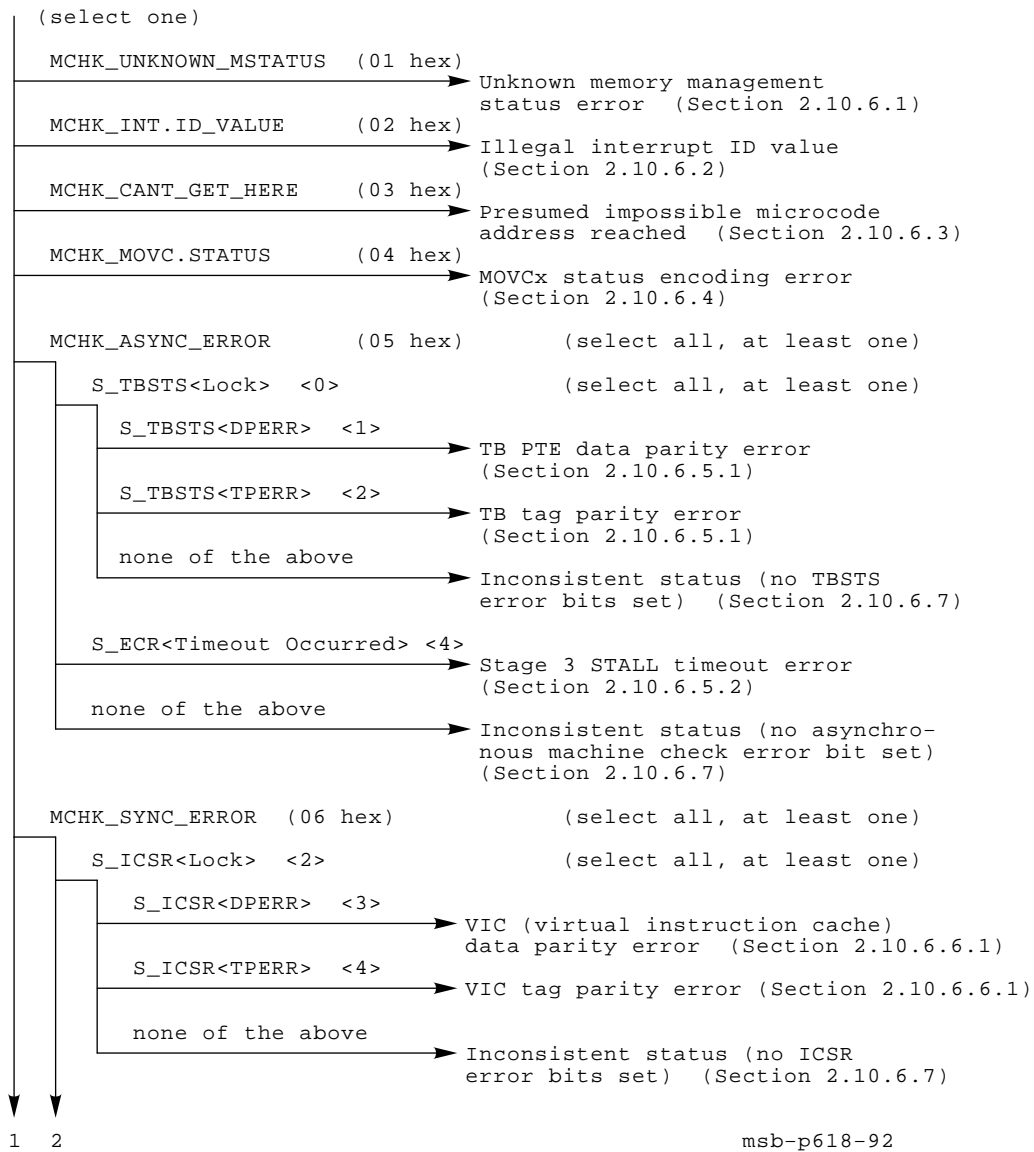 (select one)
MCHK_UNKNOWN_MSTATUS (01 hex)
Unknown memory management
status error (Section 2.10.6.1)
MCHK_INT.ID_VALUE (02 hex)
Illegal interrupt ID value
(Section 2.10.6.2)
MCHK_CANT_GET_HERE (03 hex)
Presumed impossible microcode
address reached (Section 2.10.6.3)
MCHK_MOVC.STATUS (04 hex)
MOVCx status encoding error
(Section 2.10.6.4)
MCHK_ASYNC_ERROR (05 hex) (select all, at least one)
S_TBSTS<Lock> <0> (select all, at least one)
S_TBSTS<DPERR> <1>
TB PTE data parity error
(Section 2.10.6.5.1)
S_TBSTS<TPERR> <2>
TB tag parity error
(Section 2.10.6.5.1)
none of the above
Inconsistent status (no TBSTS
error bits set) (Section 2.10.6.7)
S_ECR<Timeout Occurred> <4>
Stage 3 STALL timeout error
(Section 2.10.6.5.2)
none of the above
Inconsistent status (no asynchro-
nous machine check error bit set)
(Section 2.10.6.7)
MCHK_SYNC_ERROR (06 hex) (select all, at least one)
S_ICSR<Lock> <2> (select all, at least one)
S_ICSR<DPERR> <3>
VIC (virtual instruction cache)
data parity error (Section 2.10.6.6.1)
S_ICSR<TPERR> <4>
VIC tag parity error (Section 2.10.6.6.1)
none of the above
Inconsistent status (no ICSR
error bits set) (Section 2.10.6.7)
1 2 msb-p618-92